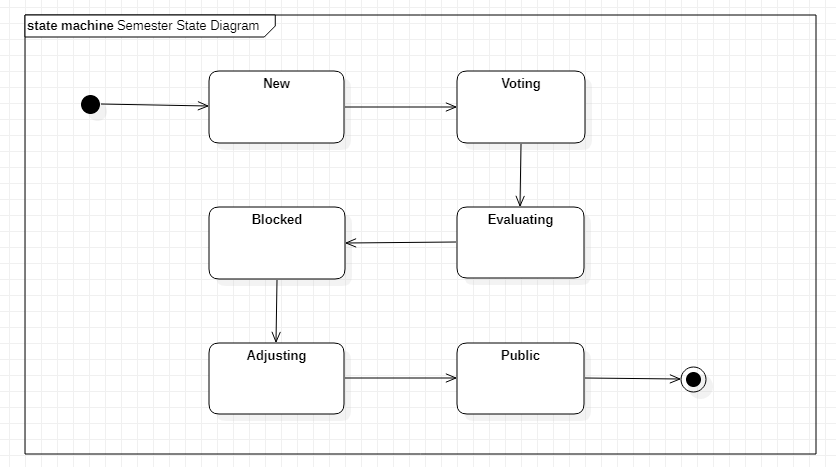 state machine Semester State Diagram
New
Voting
Blocked
Evaluating
Adjusting
Public